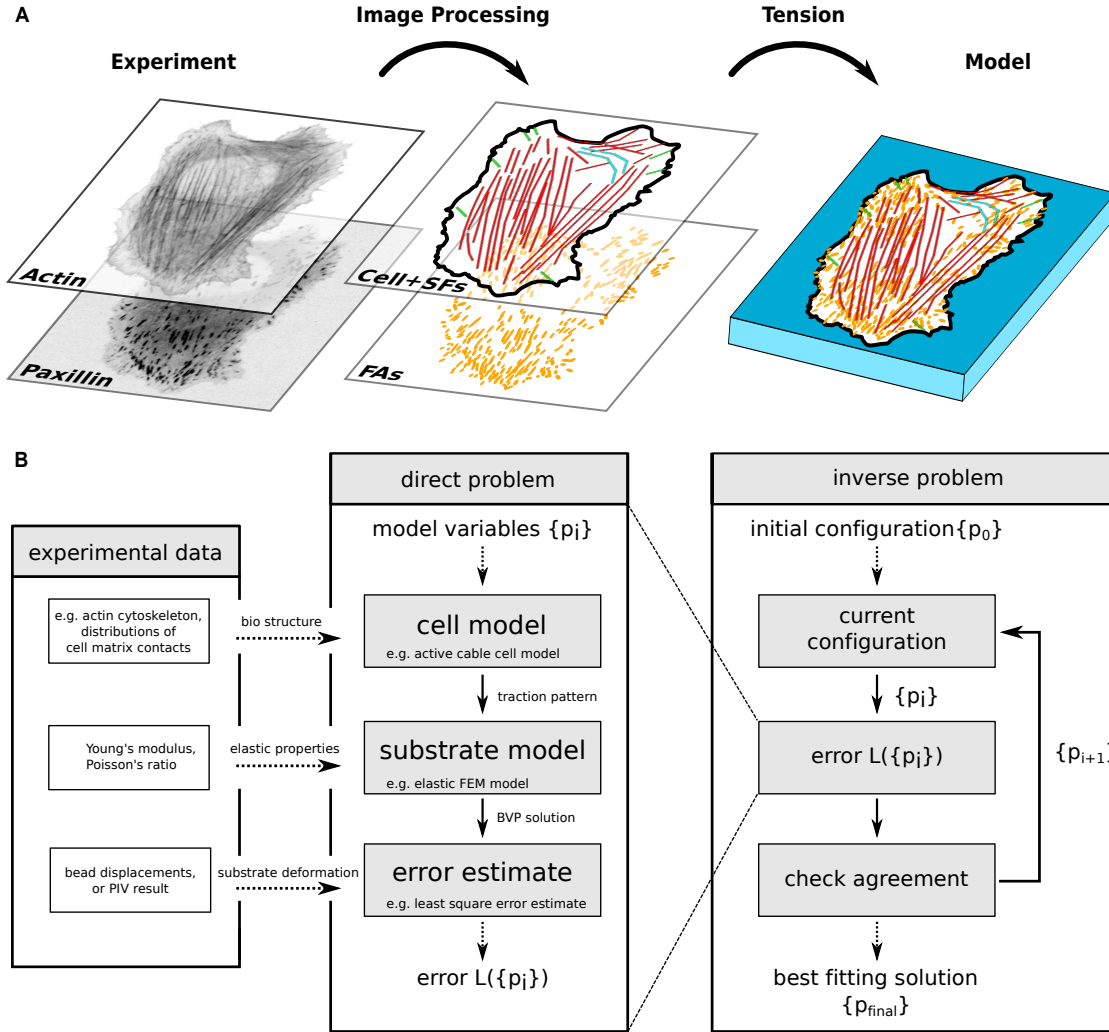 A
Image Processing
Tension
Experiment
Model
Actin
Cell+SFs
Paxillin
FAs
B
experimental data
e.g. actin cytoskeleton,
distributions of
cell matrix contacts
Young's modulus,
Poisson's ratio
bead displacements,
or PIV result
bio structure
elastic properties
substrate deformation
direct problem
model variables {pi}
cell model
e.g. active cable cell model
traction pattern
substrate model
e.g. elastic FEM model
BVP solution
error estimate
e.g. least square error estimate
error L({pi})
inverse problem
initial configuration{p0}
current
configuration
{pi}
error L({pi})
{pi+1}
check agreement
best fitting solution
{pfinal}